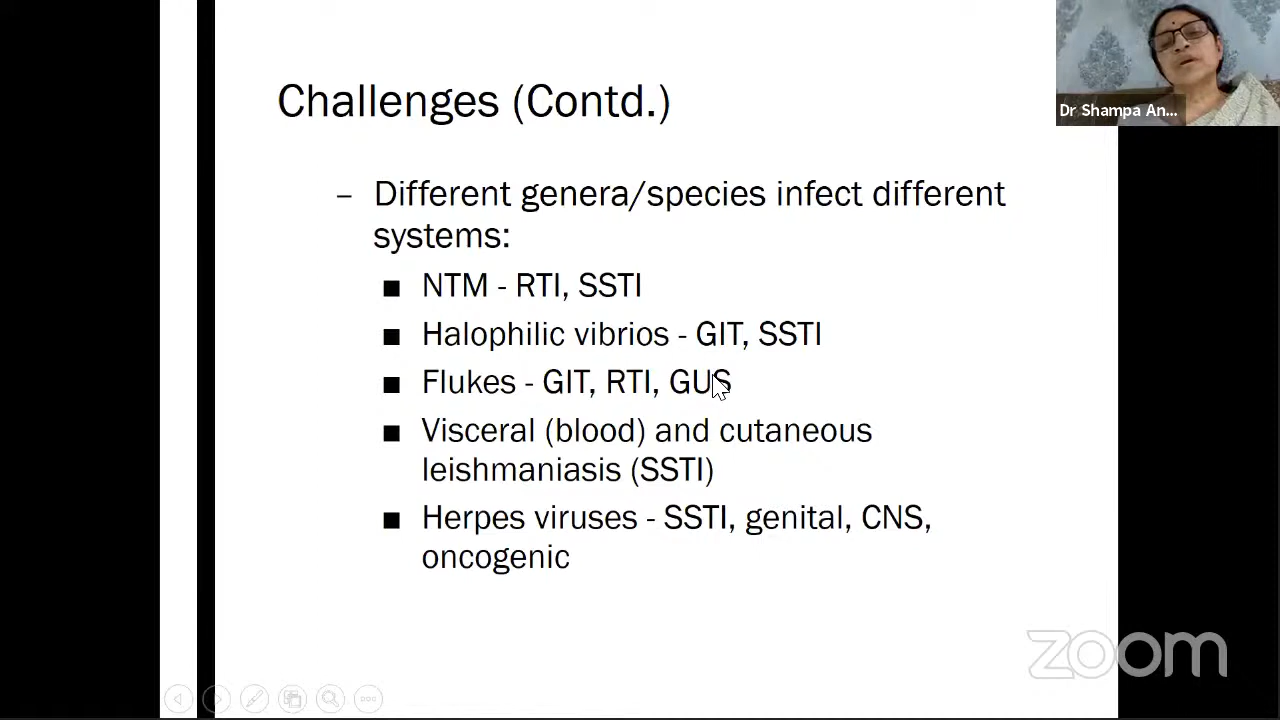 Challenges (Contd.)
Dr Shampa An...
– Different genera/species infect different
systems:
■ NTM - RTI, SSTI
■ Halophilic vibrios - GIT, SSTI
■ Flukes - GIT, RTI, GUS
■ Visceral (blood) and cutaneous
leishmaniasis (SSTI)
■ Herpes viruses - SSTI, genital, CNS,
oncogenic
zoom